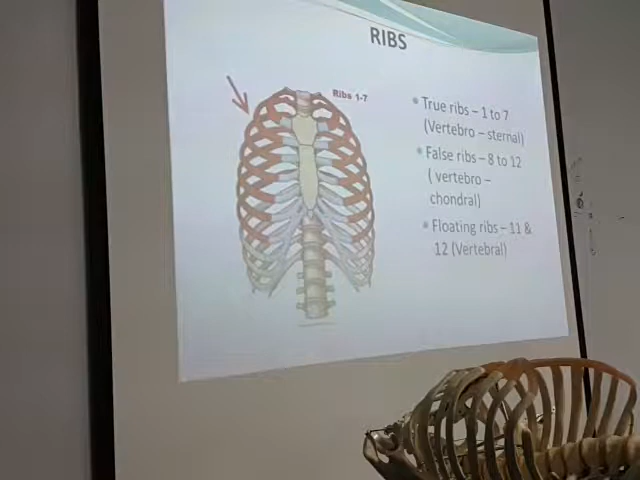 RIBS
Ribs 1-7
True ribs – 1 to 7
(Vertebro – sternal)
False ribs – 8 to 12
( vertebro –
chondral)
Floating ribs – 11 &
12 (Vertebral)